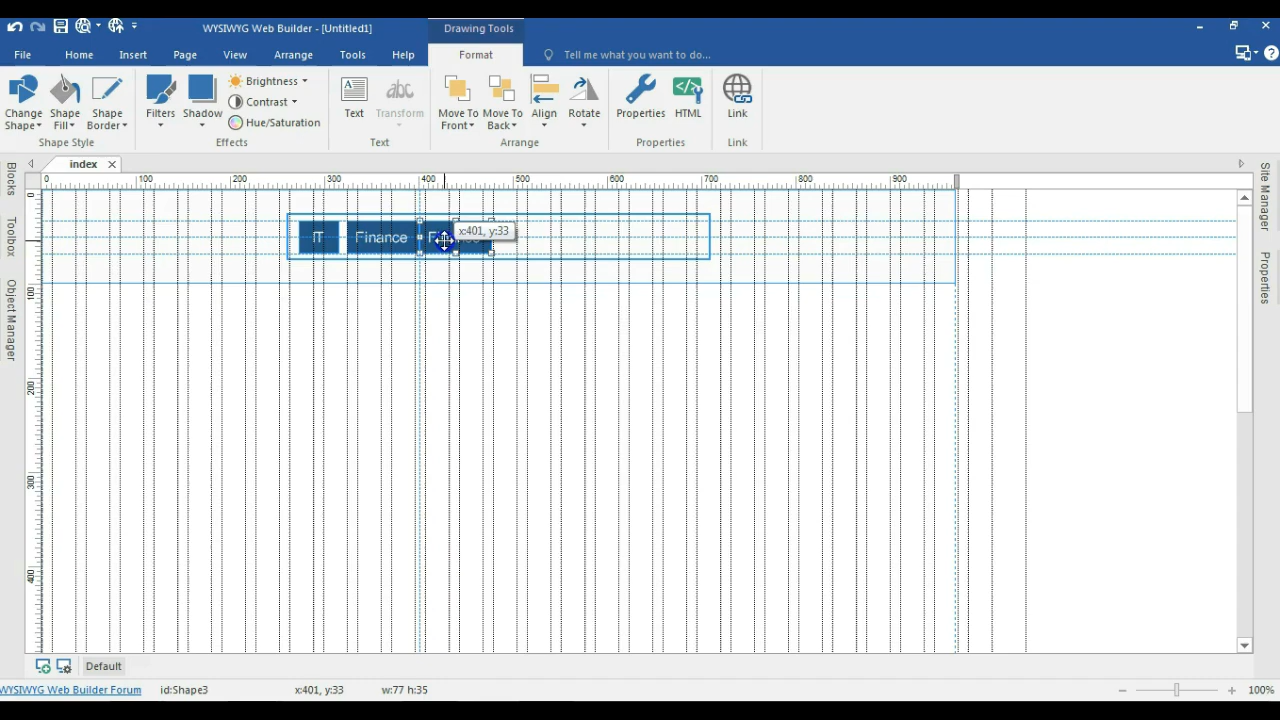 WYSIWYG Web Builder - [Untitled1]
Drawing Tools
File
Home
Insert
Page
View
Arrange
Tools
Help
Format
Tell me what you want to do...
Change Shape
Shape Fill
Shape Border
Shape Style
Filters
Shadow
Brightness
Contrast
Hue/Saturation
Effects
Text
abc
Transform
Text
Move To Front
Move To Back
Align
Rotate
Arrange
Properties
HTML
Properties
Link
Link
index
Blocks
Toolbox
Object Manager
Site Manager
Properties
0 100 200 300 400 500 600 700 800 900
0
100
200
300
400
IT
Finance
x:401, y:33
Default
WYSIWYG Web Builder Forum
id:Shape3
x:401, y:33
w:77 h:35
100%